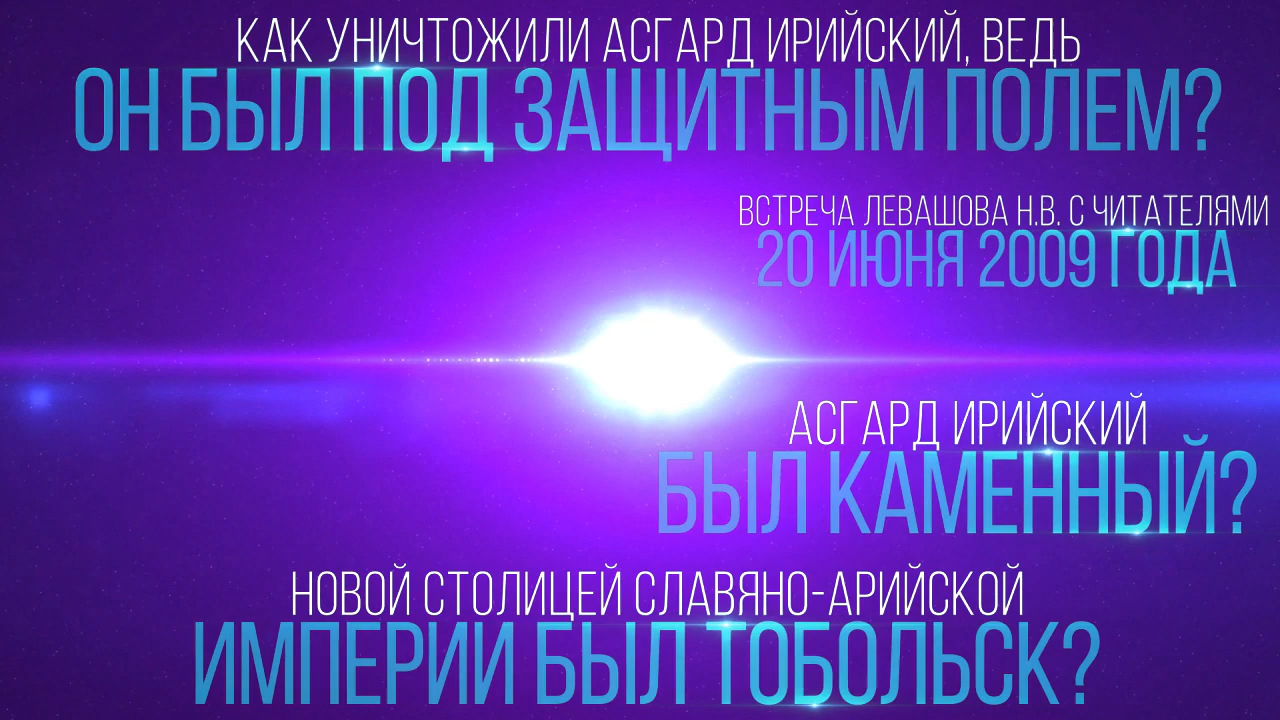 КАК УНИЧТОЖИЛИ АСГАРД ИРИЙСКИЙ, ВЕДЬ
ОН БЫЛ ПОД ЗАЩИТНЫМ ПОЛЕМ?
ВСТРЕЧА ЛЕВАШОВА Н.В. С ЧИТАТЕЛЯМИ
20 ИЮНЯ 2009 ГОДА
АСГАРД ИРИЙСКИЙ
БЫЛ КАМЕННЫЙ?
НОВОЙ СТОЛИЦЕЙ СЛАВЯНО-АРИЙСКОЙ
ИМПЕРИИ БЫЛ ТОБОЛЬСК?